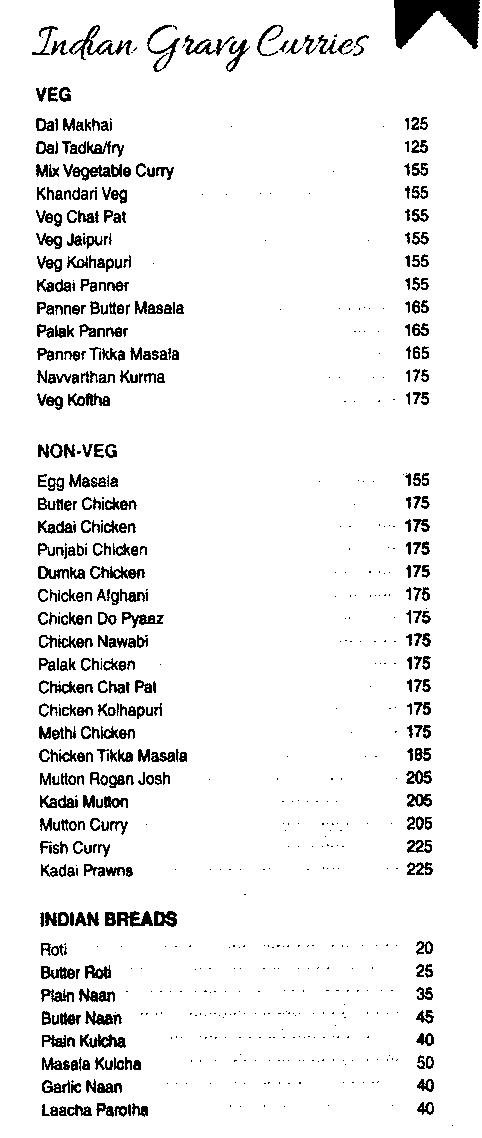 Indian Gravy Curries
VEG
Dal Makhai 125
Dal Tadka/fry 125
Mix Vegetable Curry 155
Khandari Veg 155
Veg Chat Pat 155
Veg Jaipuri 155
Veg Kolhapuri 155
Kadai Panner 155
Panner Butter Masala 165
Palak Panner 165
Panner Tikka Masala 165
Navvarthan Kurma 175
Veg Koftha 175
NON-VEG
Egg Masala 155
Butter Chicken 175
Kadai Chicken 175
Punjabi Chicken 175
Dumka Chicken 175
Chicken Afghani 175
Chicken Do Pyaaz 175
Chicken Nawabi 175
Palak Chicken 175
Chicken Chat Pat 175
Chicken Kolhapuri 175
Methi Chicken 175
Chicken Tikka Masala 185
Mutton Rogan Josh 205
Kadai Mutton 205
Mutton Curry 205
Fish Curry 225
Kadai Prawns 225
INDIAN BREADS
Roti 20
Butter Roti 25
Plain Naan 35
Butter Naan 45
Plain Kulcha 40
Masala Kulcha 50
Garlic Naan 40
Laacha Parotha 40